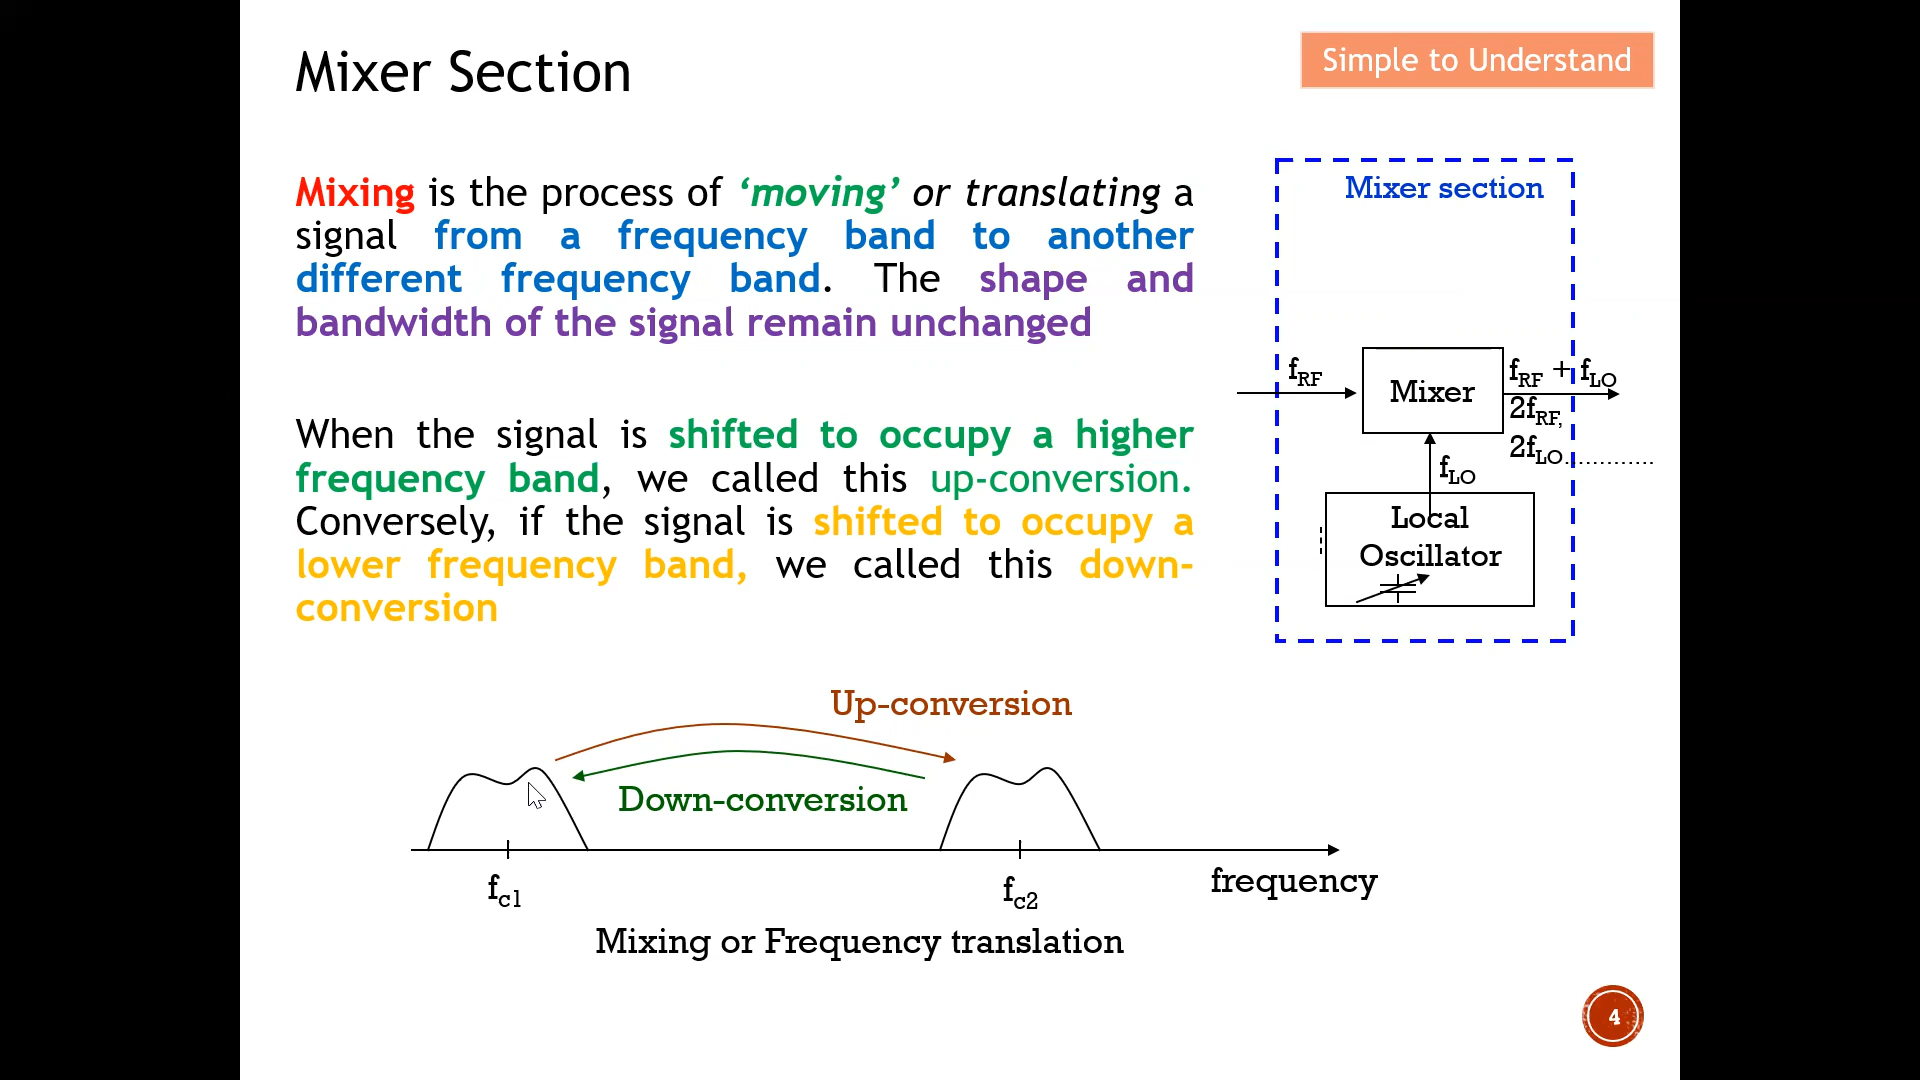 Mixer Section
Simple to Understand
Mixing is the process of ‘moving’ or translating a
signal from a frequency band to another
different frequency band. The shape and
bandwidth of the signal remain unchanged
When the signal is shifted to occupy a higher
frequency band, we called this up-conversion.
Conversely, if the signal is shifted to occupy a
lower frequency band, we called this down-
conversion
Mixer section
fRF
Mixer
fRF + fLO
2fRF,
2fLO............
fLO
Local
Oscillator
Up-conversion
Down-conversion
fc1
fc2
frequency
Mixing or Frequency translation
4